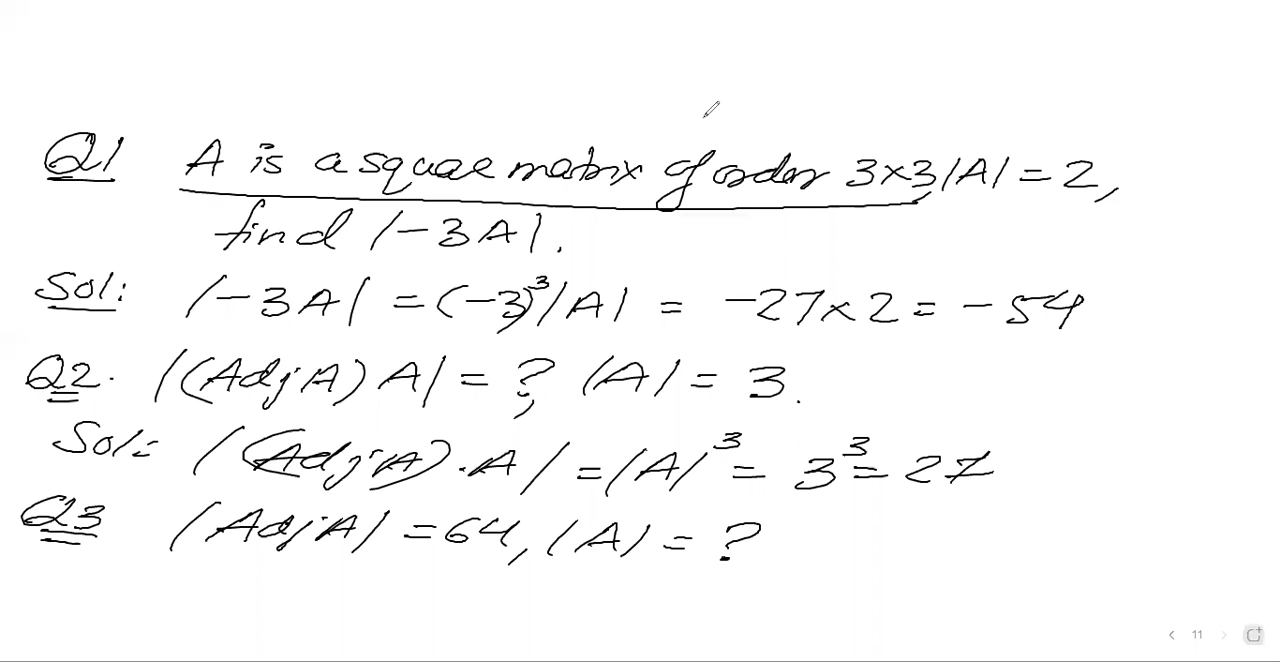 Q1 A is a squae matrix of order 3×3, |A| = 2,
find |-3A|.
Sol: |-3A| = (-3)³|A| = -27×2 = -54
Q2. |(Adj A) A| = ?, |A| = 3.
Sol: |(Adj A).A| = |A|³ = 3³ = 27
Q3 |Adj A| = 64, |A| = ?
11